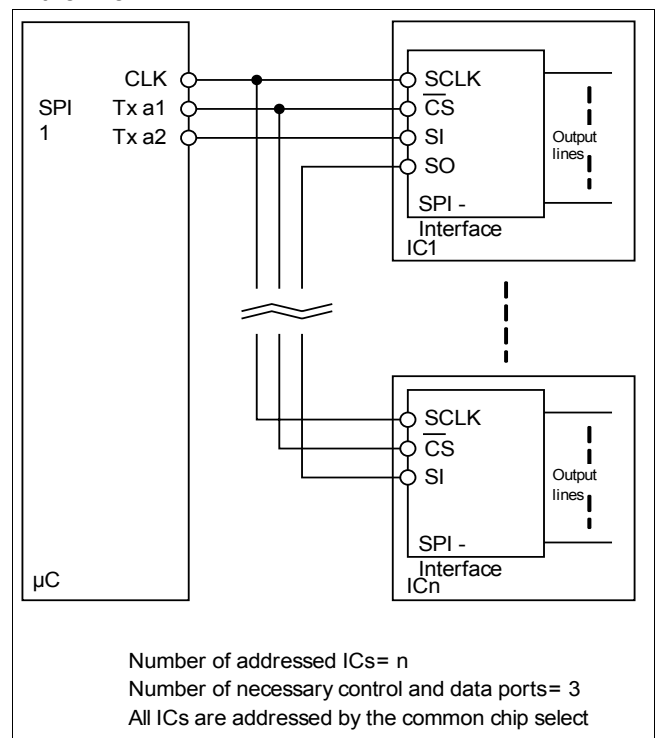 CLK
Tx a1
Tx a2
SPI
1
µC
SCLK
CS
SI
SO
Output
lines
SPI -
Interface
IC1
SCLK
CS
SI
Output
lines
SPI -
Interface
ICn
Number of addressed ICs= n
Number of necessary control and data ports= 3
All ICs are addressed by the common chip select